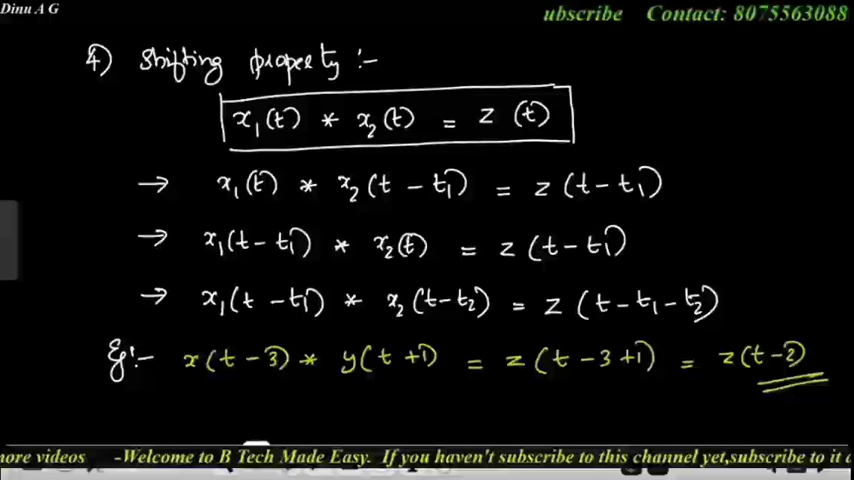 Dinu A G
ubscribe Contact: 8075563088
4) Shifting property :-
x₁(t) * x₂(t) = z (t)
→ x₁(t) * x₂(t - t₁) = z (t - t₁)
→ x₁(t - t₁) * x₂(t) = z (t - t₁)
→ x₁(t - t₁) * x₂(t - t₂) = z (t - t₁ - t₂)
Eg:- x(t - 3) * y(t + 1) = z (t - 3 + 1) = z(t - 2)
more videos -Welcome to B Tech Made Easy. If you haven't subscribe to this channel yet,subscribe to it a